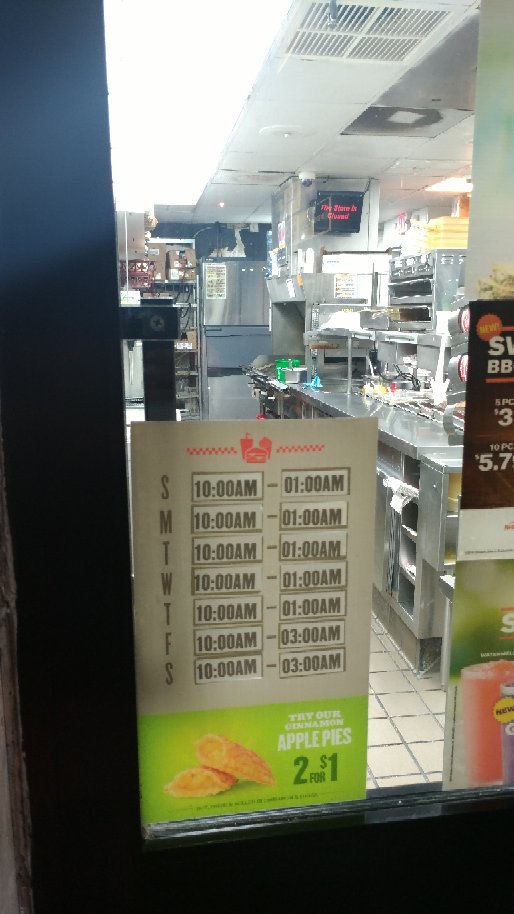 The Store is
Closed
S 10:00AM - 01:00AM
M 10:00AM - 01:00AM
T 10:00AM - 01:00AM
W 10:00AM - 01:00AM
T 10:00AM - 01:00AM
F 10:00AM - 03:00AM
S 10:00AM - 03:00AM
TRY OUR
CINNAMON
APPLE PIES
2 FOR $1
NEW!
SW
BBQ
5 PC
$3
10 PC
$5.79
S
NEW